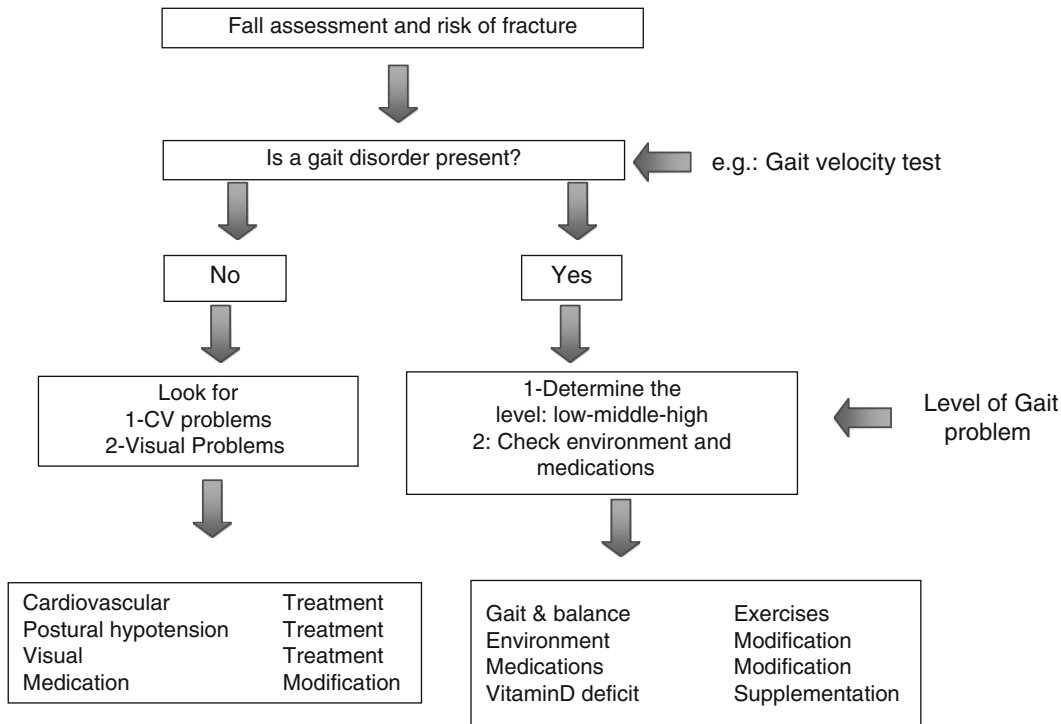 Fall assessment and risk of fracture
Is a gait disorder present?
e.g.: Gait velocity test
No
Yes
Look for
1-CV problems
2-Visual Problems
1-Determine the
level: low-middle-high
2: Check environment and
medications
Level of Gait
problem
Cardiovascular Treatment
Postural hypotension Treatment
Visual Treatment
Medication Modification
Gait & balance Exercises
Environment Modification
Medications Modification
VitaminD deficit Supplementation